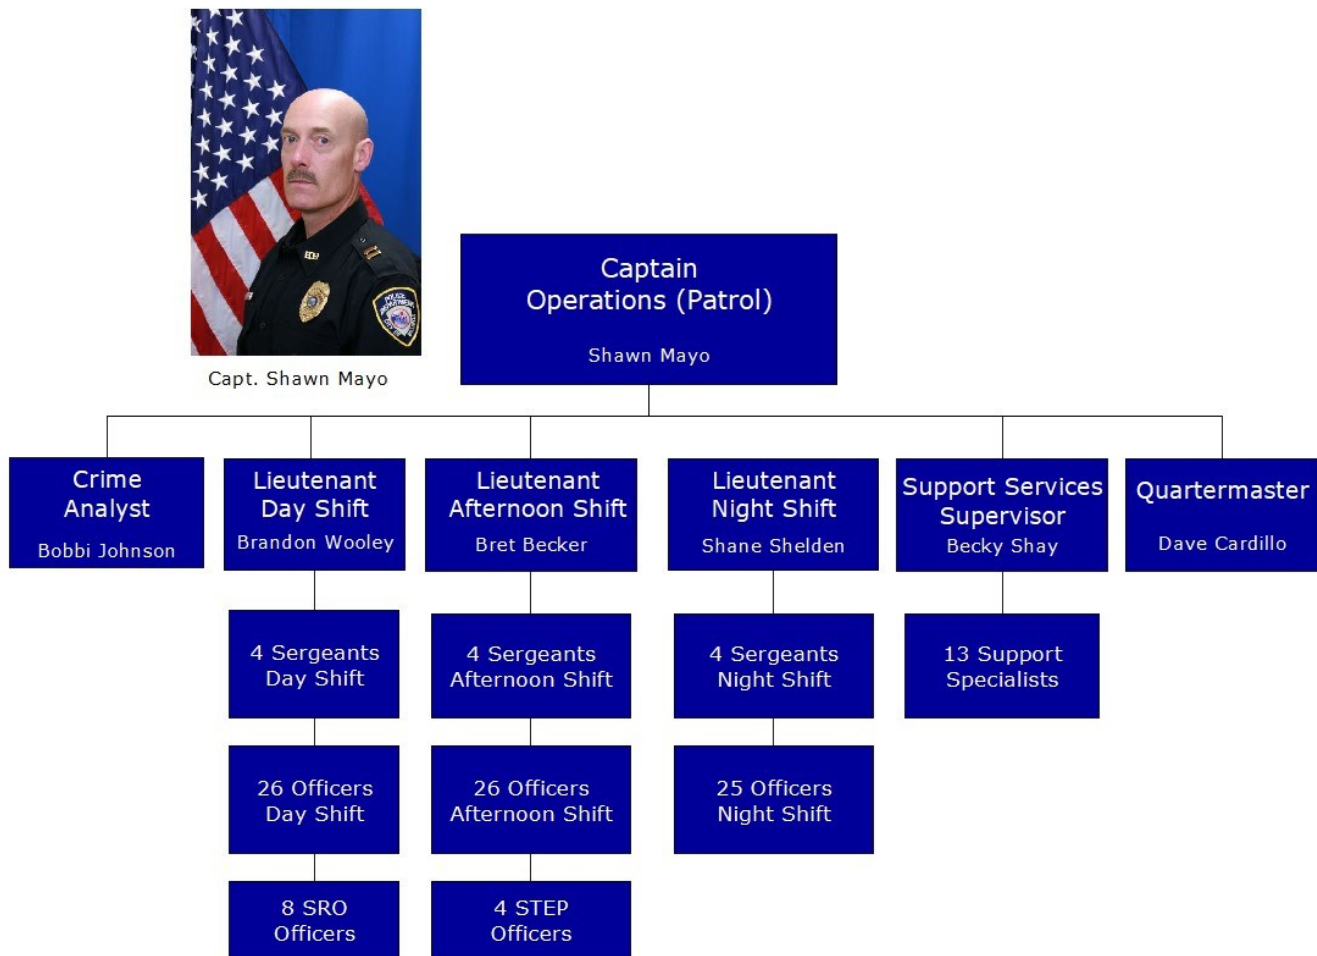 Capt. Shawn Mayo
Captain
Operations (Patrol)
Shawn Mayo
Crime
Analyst
Bobbi Johnson
Lieutenant
Day Shift
Brandon Wooley
Lieutenant
Afternoon Shift
Bret Becker
Lieutenant
Night Shift
Shane Shelden
Support Services
Supervisor
Becky Shay
Quartermaster
Dave Cardillo
4 Sergeants
Day Shift
4 Sergeants
Afternoon Shift
4 Sergeants
Night Shift
13 Support
Specialists
26 Officers
Day Shift
26 Officers
Afternoon Shift
25 Officers
Night Shift
8 SRO
Officers
4 STEP
Officers
POLICE
DEPARTMENT